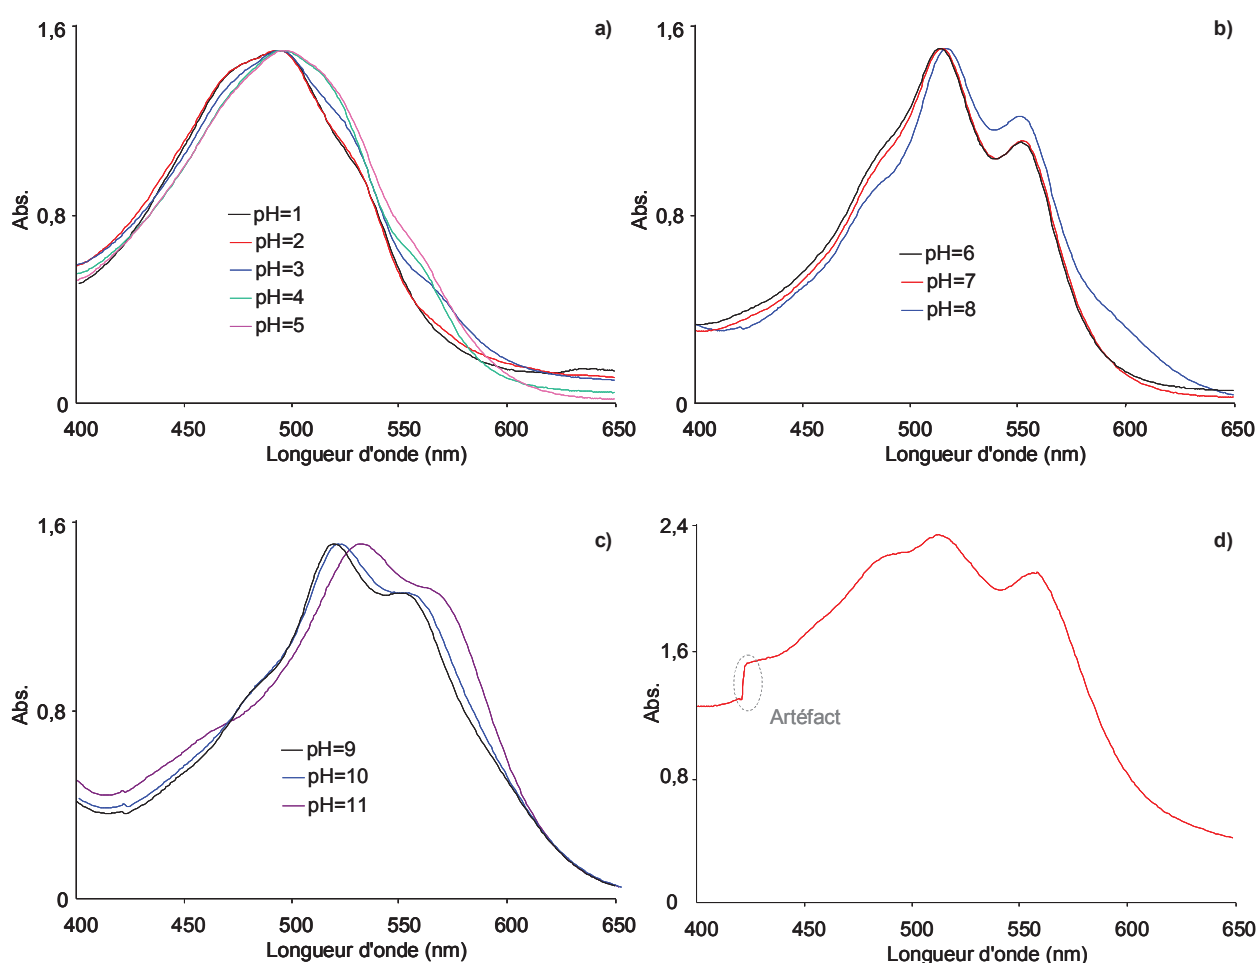 1,6
a)
Abs.
0,8
pH=1
pH=2
pH=3
pH=4
pH=5
0
400 450 500 550 600 650
Longueur d'onde (nm)
1,6
b)
Abs.
0,8
pH=6
pH=7
pH=8
0
400 450 500 550 600 650
Longueur d'onde (nm)
1,6
c)
Abs.
0,8
pH=9
pH=10
pH=11
0
400 450 500 550 600 650
Longueur d'onde (nm)
2,4
d)
1,6
Abs.
Artéfact
0,8
0
400 450 500 550 600 650
Longueur d'onde (nm)